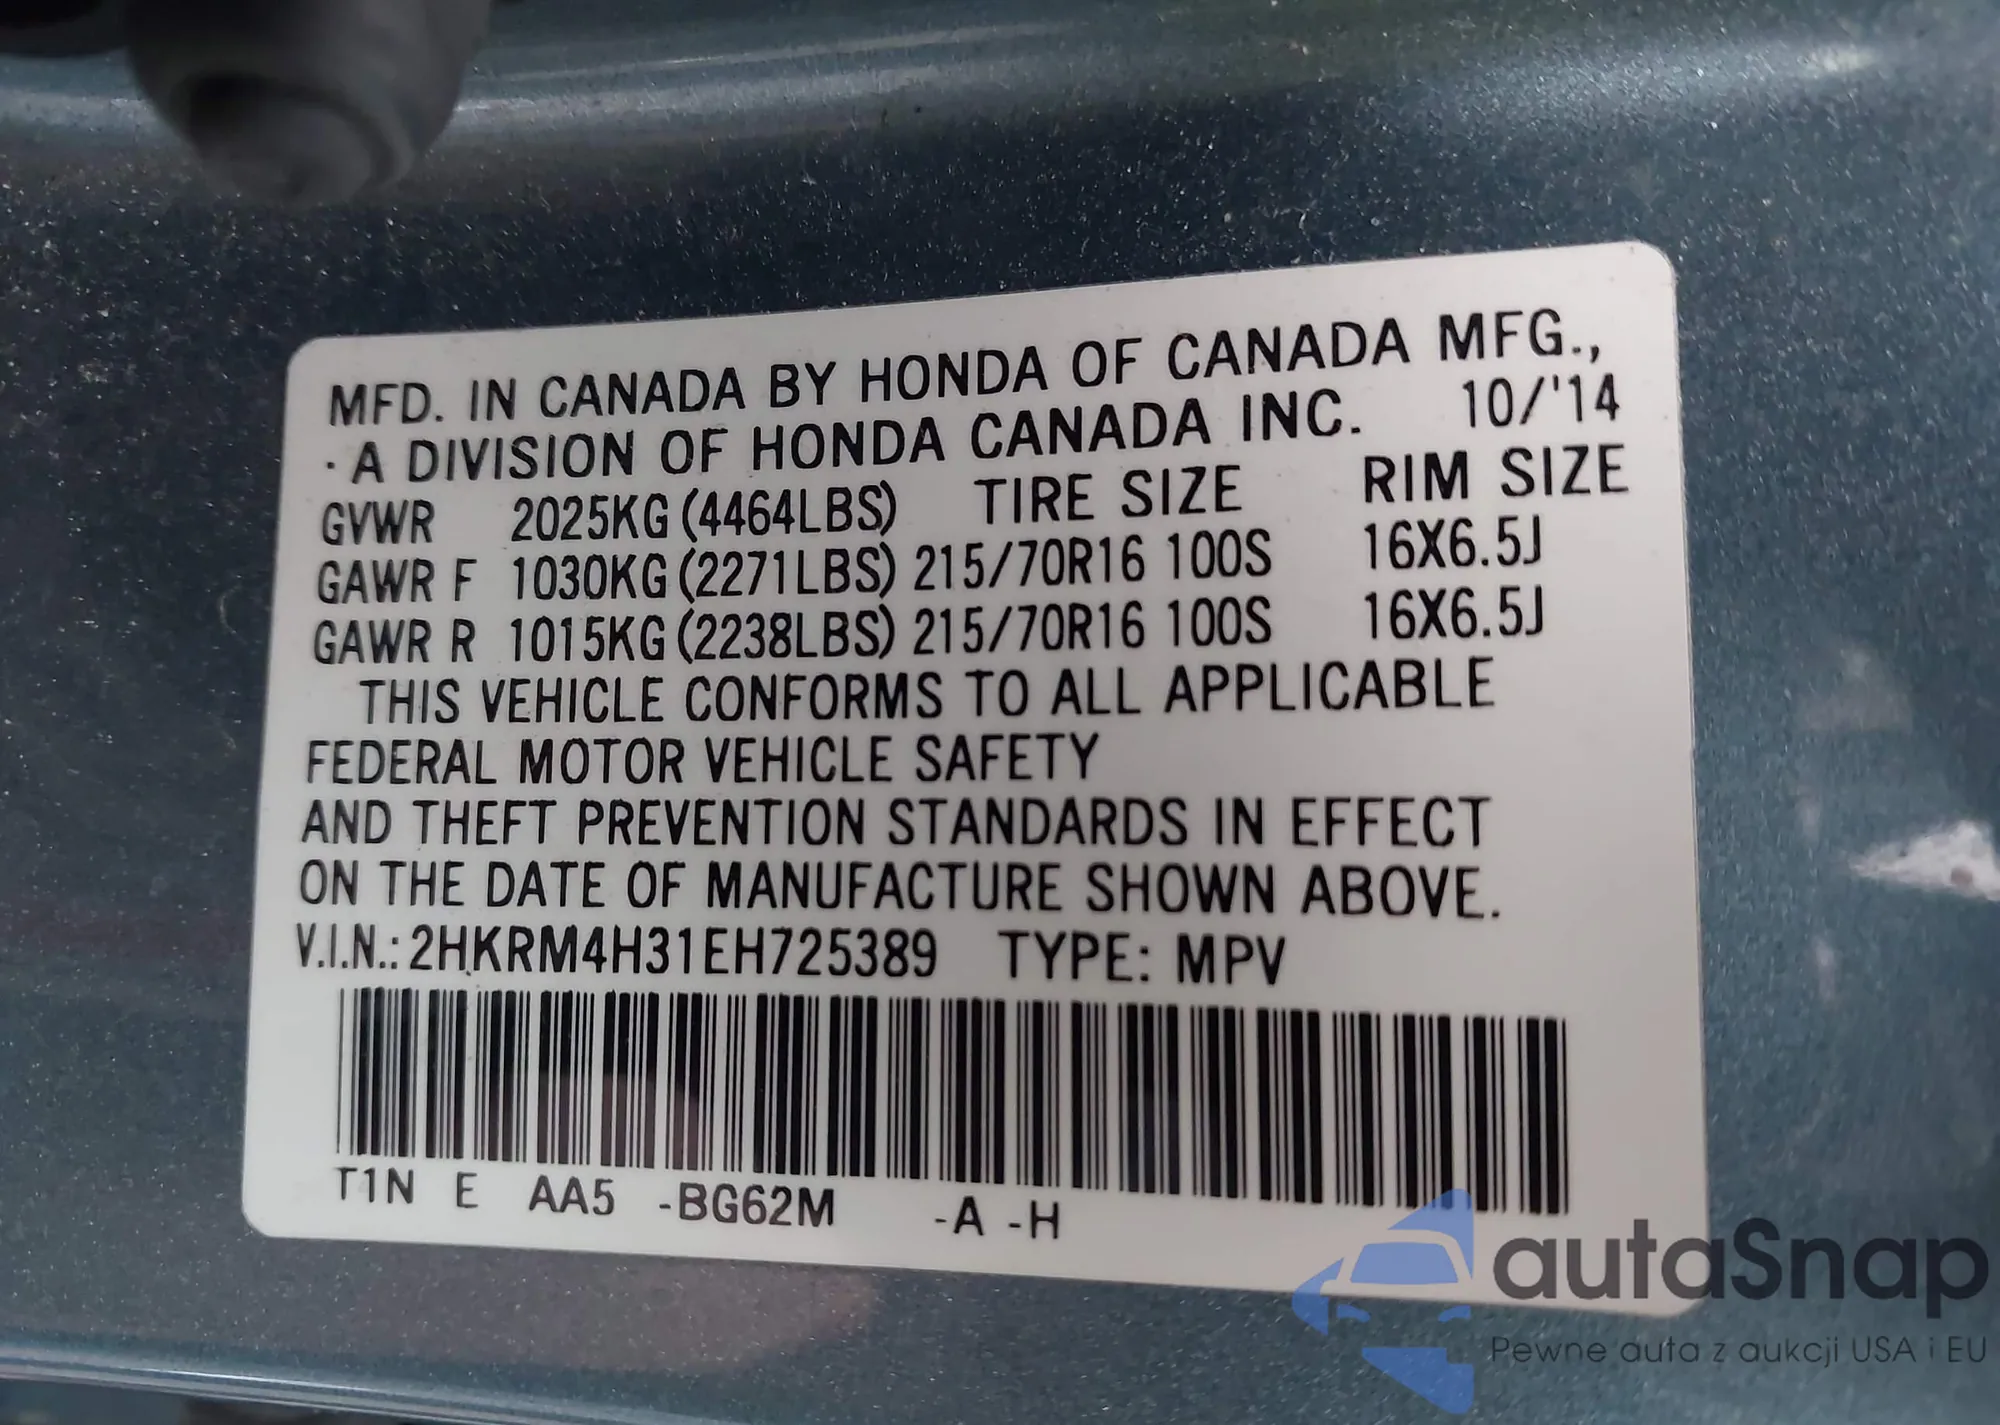 MFD. IN CANADA BY HONDA OF CANADA MFG.,
· A DIVISION OF HONDA CANADA INC. 10/'14
GVWR 2025KG (4464LBS) TIRE SIZE RIM SIZE
GAWR F 1030KG (2271LBS) 215/70R16 100S 16X6.5J
GAWR R 1015KG (2238LBS) 215/70R16 100S 16X6.5J
THIS VEHICLE CONFORMS TO ALL APPLICABLE
FEDERAL MOTOR VEHICLE SAFETY
AND THEFT PREVENTION STANDARDS IN EFFECT
ON THE DATE OF MANUFACTURE SHOWN ABOVE.
V.I.N.: 2HKRM4H31EH725389 TYPE: MPV
T1N E AA5 -BG62M -A -H
autaSnap
Pewne auta z aukcji USA i EU